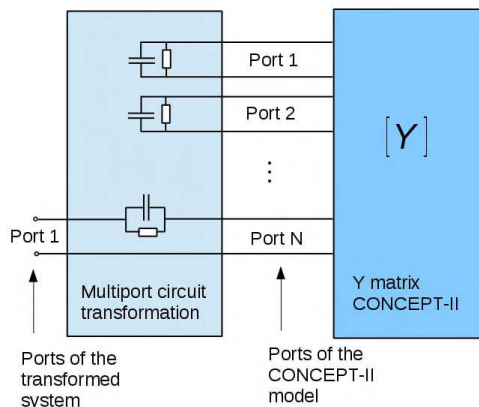 Port 1
Port 2
[Y]
Port 1
Port N
Multiport circuit
transformation
Y matrix
CONCEPT-II
Ports of the
transformed
system
Ports of the
CONCEPT-II
model